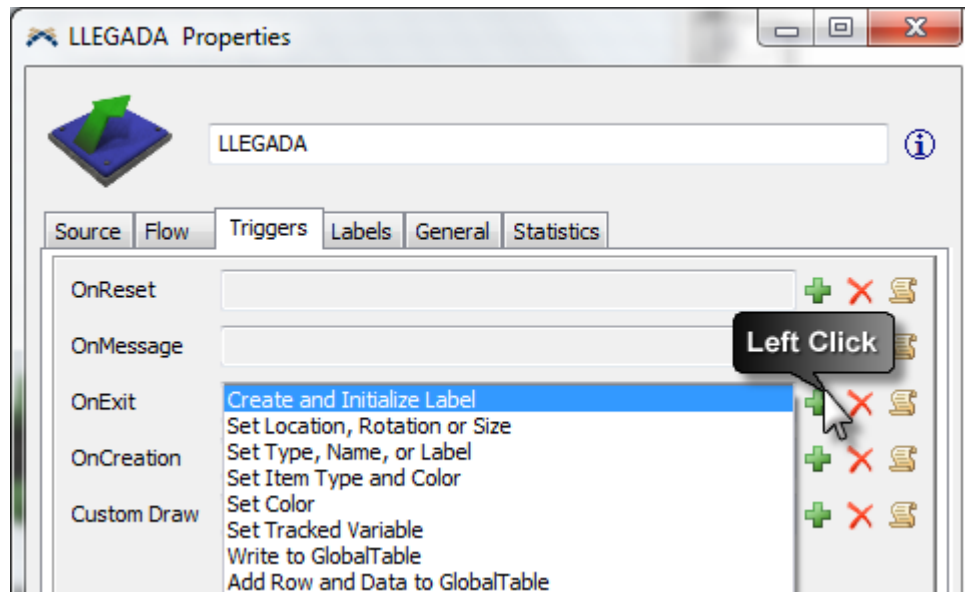 LLEGADA Properties
LLEGADA
Source Flow Triggers Labels General Statistics
OnReset
OnMessage
Left Click
OnExit
Create and Initialize Label
Set Location, Rotation or Size
OnCreation
Set Type, Name, or Label
Set Item Type and Color
Custom Draw
Set Color
Set Tracked Variable
Write to GlobalTable
Add Row and Data to GlobalTable